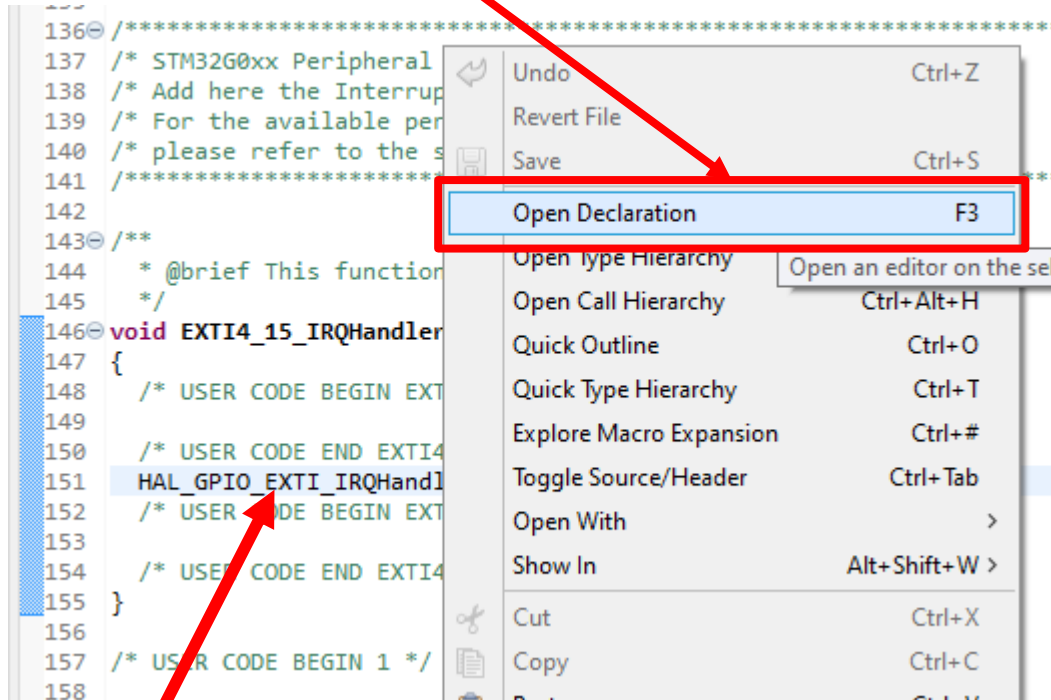 136 /****************************************************************
137 /* STM32G0xx Peripheral
138 /* Add here the Interrup
139 /* For the available per
140 /* please refer to the s
141 /****************************************************************
142
143 /**
144 * @brief This function
145 */
146 void EXTI4_15_IRQHandler
147 {
148 /* USER CODE BEGIN EXT
149
150 /* USER CODE END EXTI4
151 HAL_GPIO_EXTI_IRQHandl
152 /* USER CODE BEGIN EXT
153
154 /* USER CODE END EXTI4
155 }
156
157 /* USER CODE BEGIN 1 */
158
Undo Ctrl+Z
Revert File
Save Ctrl+S
Open Declaration F3
Open Type Hierarchy
Open an editor on the sel
Open Call Hierarchy Ctrl+Alt+H
Quick Outline Ctrl+O
Quick Type Hierarchy Ctrl+T
Explore Macro Expansion Ctrl+#
Toggle Source/Header Ctrl+Tab
Open With >
Show In Alt+Shift+W >
Cut Ctrl+X
Copy Ctrl+C